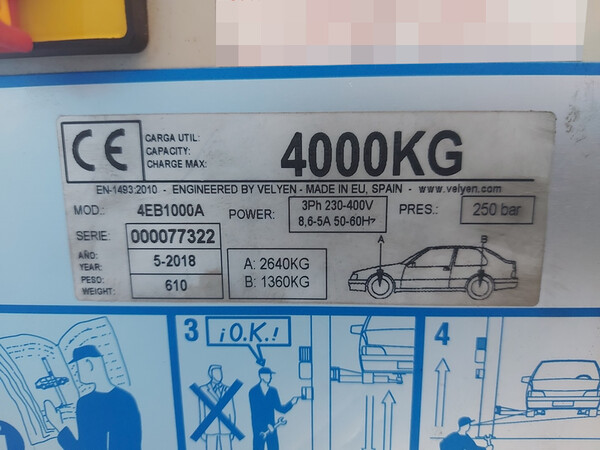 CE
CARGA UTIL:
CAPACITY:
CHARGE MAX:
4000KG
EN-1493:2010 - ENGINEERED BY VELYEN - MADE IN EU, SPAIN - www.velyen.com
MOD.: 4EB1000A
POWER: 3Ph 230-400V
8,6-5A 50-60Hz
PRES.: 250 bar
SERIE: 000077322
AÑO:
YEAR: 5-2018
PESO:
WEIGHT: 610
A: 2640KG
B: 1360KG
A
B
3
¡O.K.!
4